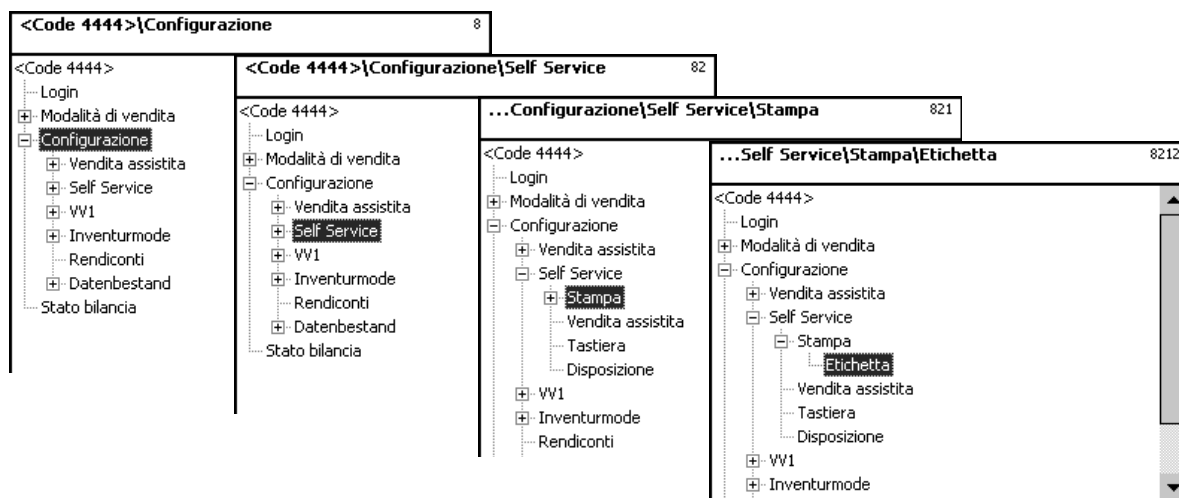 <Code 4444>\Configurazione 8
<Code 4444>
Login
Modalità di vendita
Configurazione
Vendita assistita
Self Service
VV1
Inventurmode
Rendiconti
Datenbestand
Stato bilancia
<Code 4444>\Configurazione\Self Service 82
<Code 4444>
Login
Modalità di vendita
Configurazione
Vendita assistita
Self Service
VV1
Inventurmode
Rendiconti
Datenbestand
Stato bilancia
...Configurazione\Self Service\Stampa 821
<Code 4444>
Login
Modalità di vendita
Configurazione
Vendita assistita
Self Service
Stampa
Vendita assistita
Tastiera
Disposizione
VV1
Inventurmode
Rendiconti
...Self Service\Stampa\Etichetta 8212
<Code 4444>
Login
Modalità di vendita
Configurazione
Vendita assistita
Self Service
Stampa
Etichetta
Vendita assistita
Tastiera
Disposizione
VV1
Inventurmode